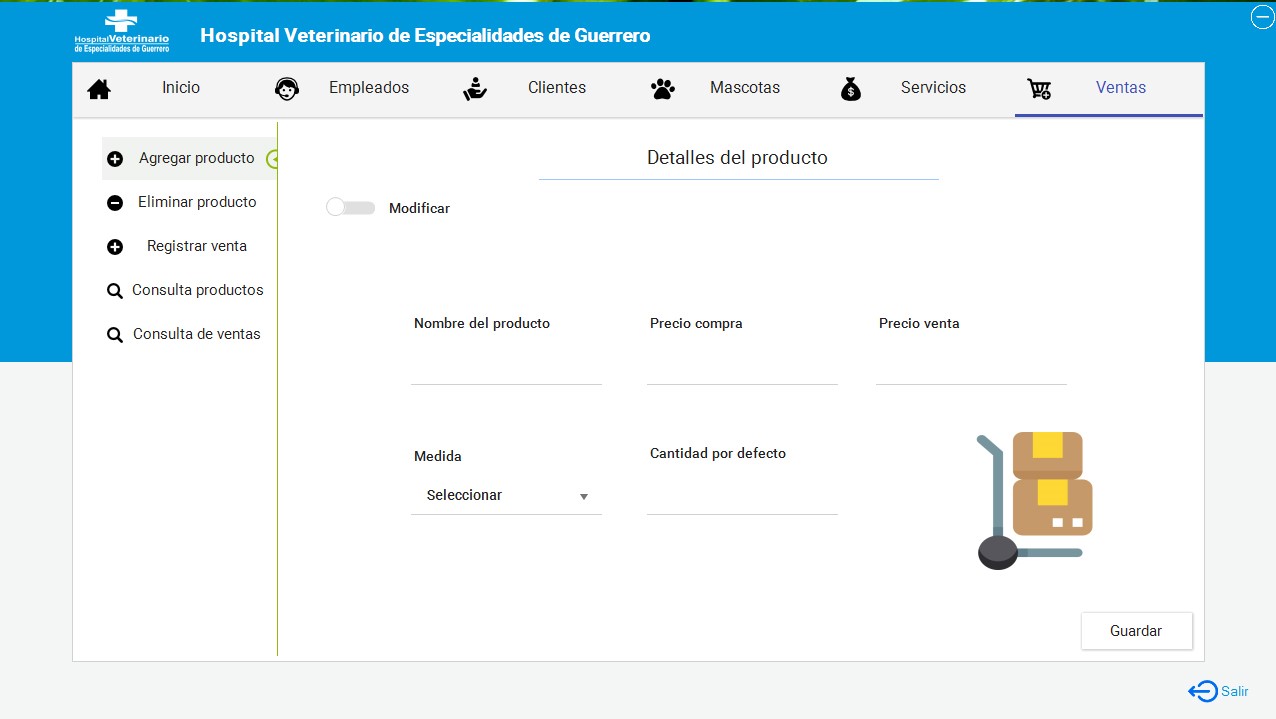 HospitalVeterinario
de Especialidades de Guerrero
Hospital Veterinario de Especialidades de Guerrero
Inicio
Empleados
Clientes
Mascotas
$
Servicios
Ventas
Agregar producto
Eliminar producto
Registrar venta
Consulta productos
Consulta de ventas
Detalles del producto
Modificar
Nombre del producto
Precio compra
Precio venta
Medida
Seleccionar
Cantidad por defecto
Guardar
Salir